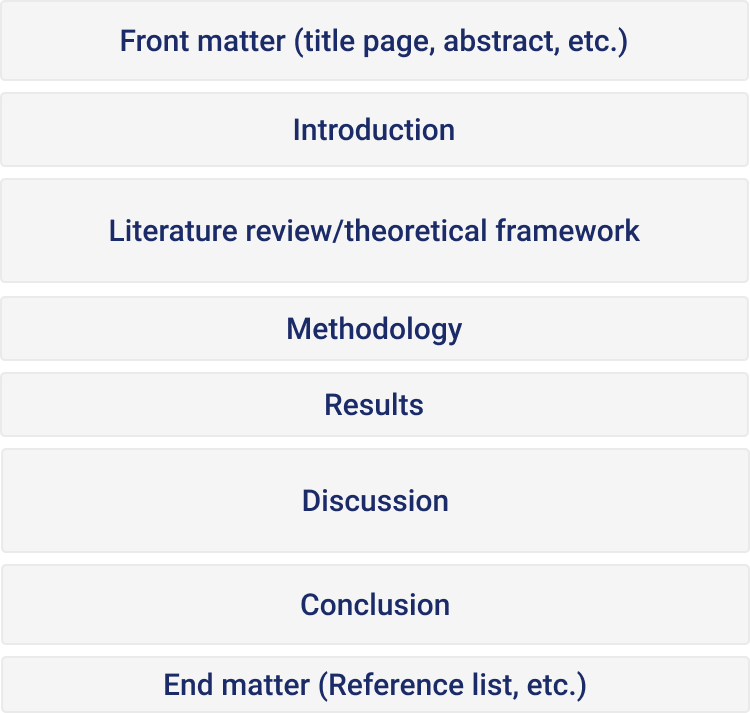 Front matter (title page, abstract, etc.)
Introduction
Literature review/theoretical framework
Methodology
Results
Discussion
Conclusion
End matter (Reference list, etc.)